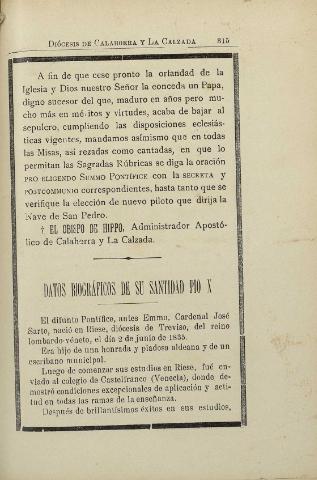 DIÓCESIS DE CALAHORRA Y LA CALZADA 315
A fin de que cese pronto la orfandad de la
Iglesia y Dios nuestro Señor la conceda un Papa,
digno sucesor del que, maduro en años pero mu-
cho más en méritos y virtudes, acaba de bajar al
sepulcro, cumpliendo las disposiciones eclesiás-
ticas vigentes, mandamos asímismo que en todas
las Misas, así rezadas como cantadas, en que lo
permitan las Sagradas Rúbricas se diga la oración
PRO ELIGENDO SUMMO PONTÍFICE con la SECRETA y
POSTCOMMUNIO correspondientes, hasta tanto que se
verifique la elección de nuevo piloto que dirija la
Nave de San Pedro.
† EL OBISPO DE HIPPO, Administrador Apostó-
lico de Calahorra y La Calzada.
DATOS BIOGRÁFICOS DE SU SANTIDAD PIO X
El difunto Pontífice, antes Emmo. Cardenal José
Sarto, nació en Riese, diócesis de Treviso, del reino
lombardo-véneto, el día 2 de junio de 1835.
Era hijo de una honrada y piadosa aldeana y de un
escribano municipal.
Luego de comenzar sus estudios en Riese, fué en-
viado al colegio de Castelfranco (Venecia), donde de-
mostró condiciones excepcionales de aplicación y acti-
tud en todas las ramas de la enseñanza.
Después de brillantísimos éxitos en sus estudios,